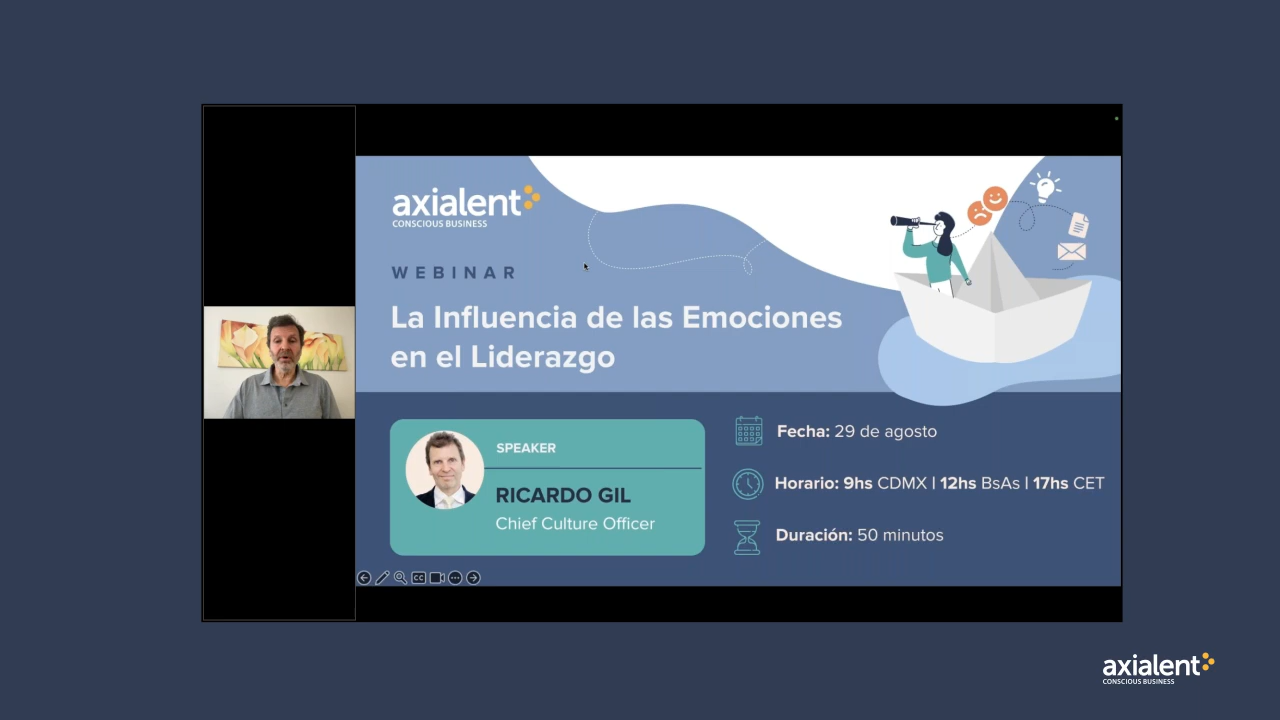 axialent
CONSCIOUS BUSINESS
WEBINAR
La Influencia de las Emociones
en el Liderazgo
SPEAKER
RICARDO GIL
Chief Culture Officer
Fecha: 29 de agosto
Horario: 9hs CDMX | 12hs BsAs | 17hs CET
Duración: 50 minutos
CC
axialent
CONSCIOUS BUSINESS